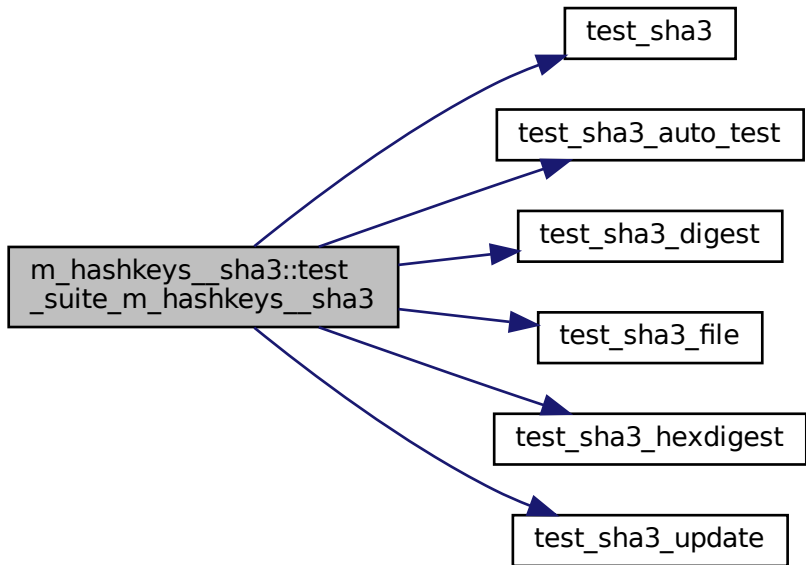 test_sha3
test_sha3_auto_test
test_sha3_digest
m_hashkeys__sha3::test
_suite_m_hashkeys__sha3
test_sha3_file
test_sha3_hexdigest
test_sha3_update